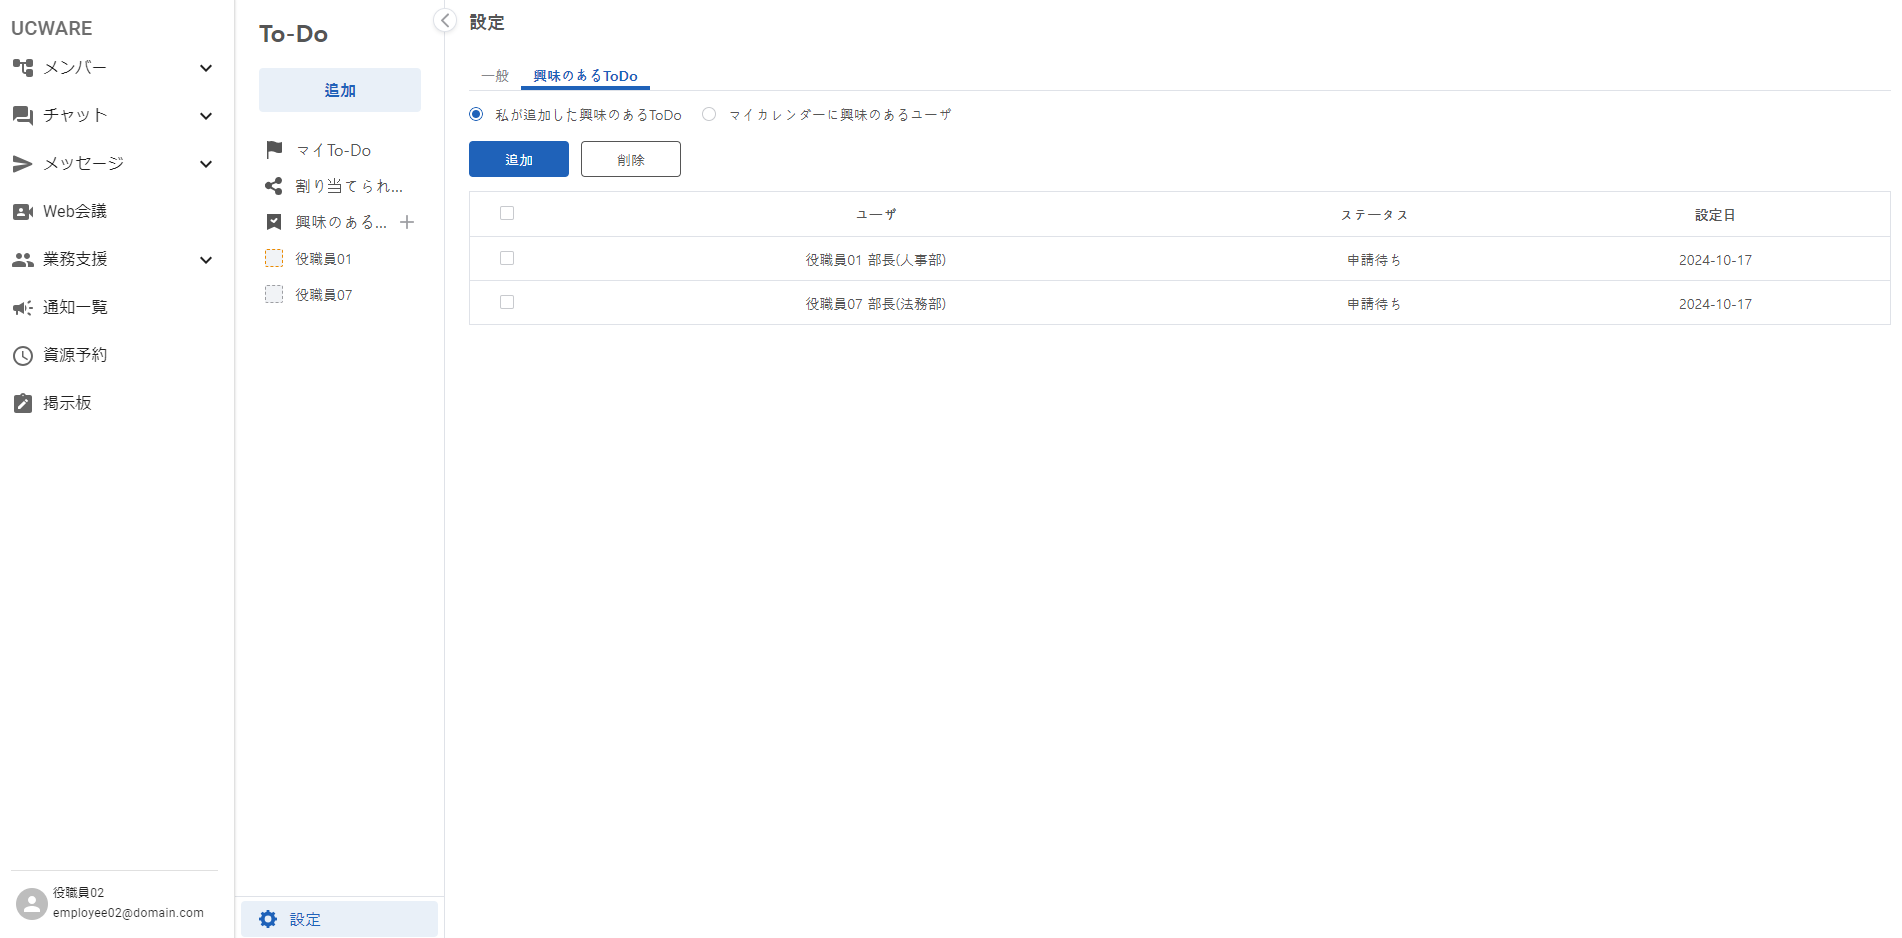 UCWARE
メンバー
チャット
メッセージ
Web会議
業務支援
通知一覧
資源予約
掲示板
役職員02
employee02@domain.com
To-Do
追加
マイTo-Do
割り当てられ...
興味のある...
役職員01
役職員07
設定
設定
一般 興味のあるToDo
私が追加した興味のあるToDo マイカレンダーに興味のあるユーザ
追加 削除
ユーザ ステータス 設定日
役職員01 部長(人事部) 申請待ち 2024-10-17
役職員07 部長(法務部) 申請待ち 2024-10-17